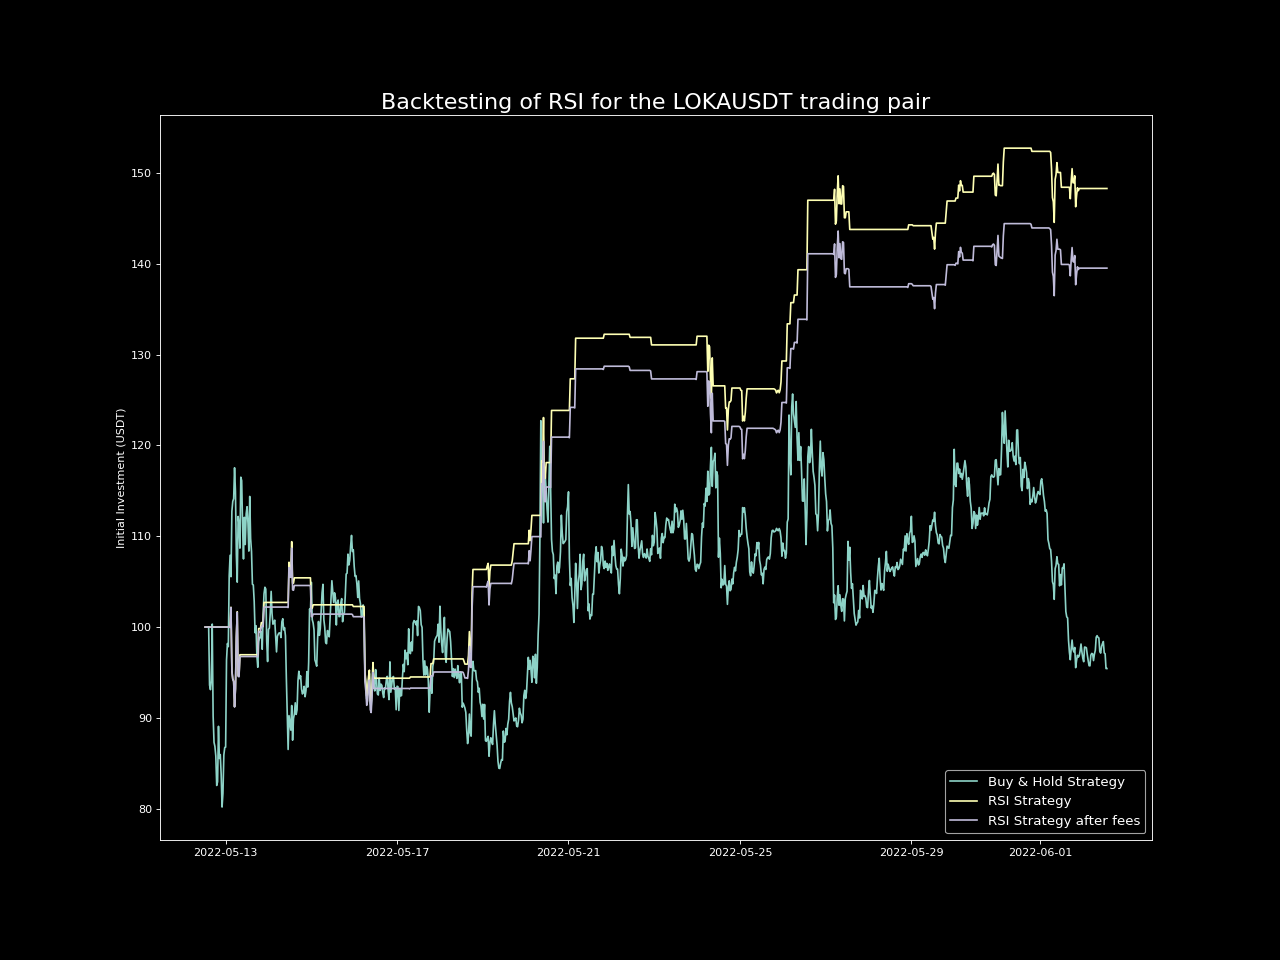 Backtesting of RSI for the LOKAUSDT trading pair
Initial Investment (USDT)
150
140
130
120
110
100
90
80
2022-05-13
2022-05-17
2022-05-21
2022-05-25
2022-05-29
2022-06-01
Buy & Hold Strategy
RSI Strategy
RSI Strategy after fees